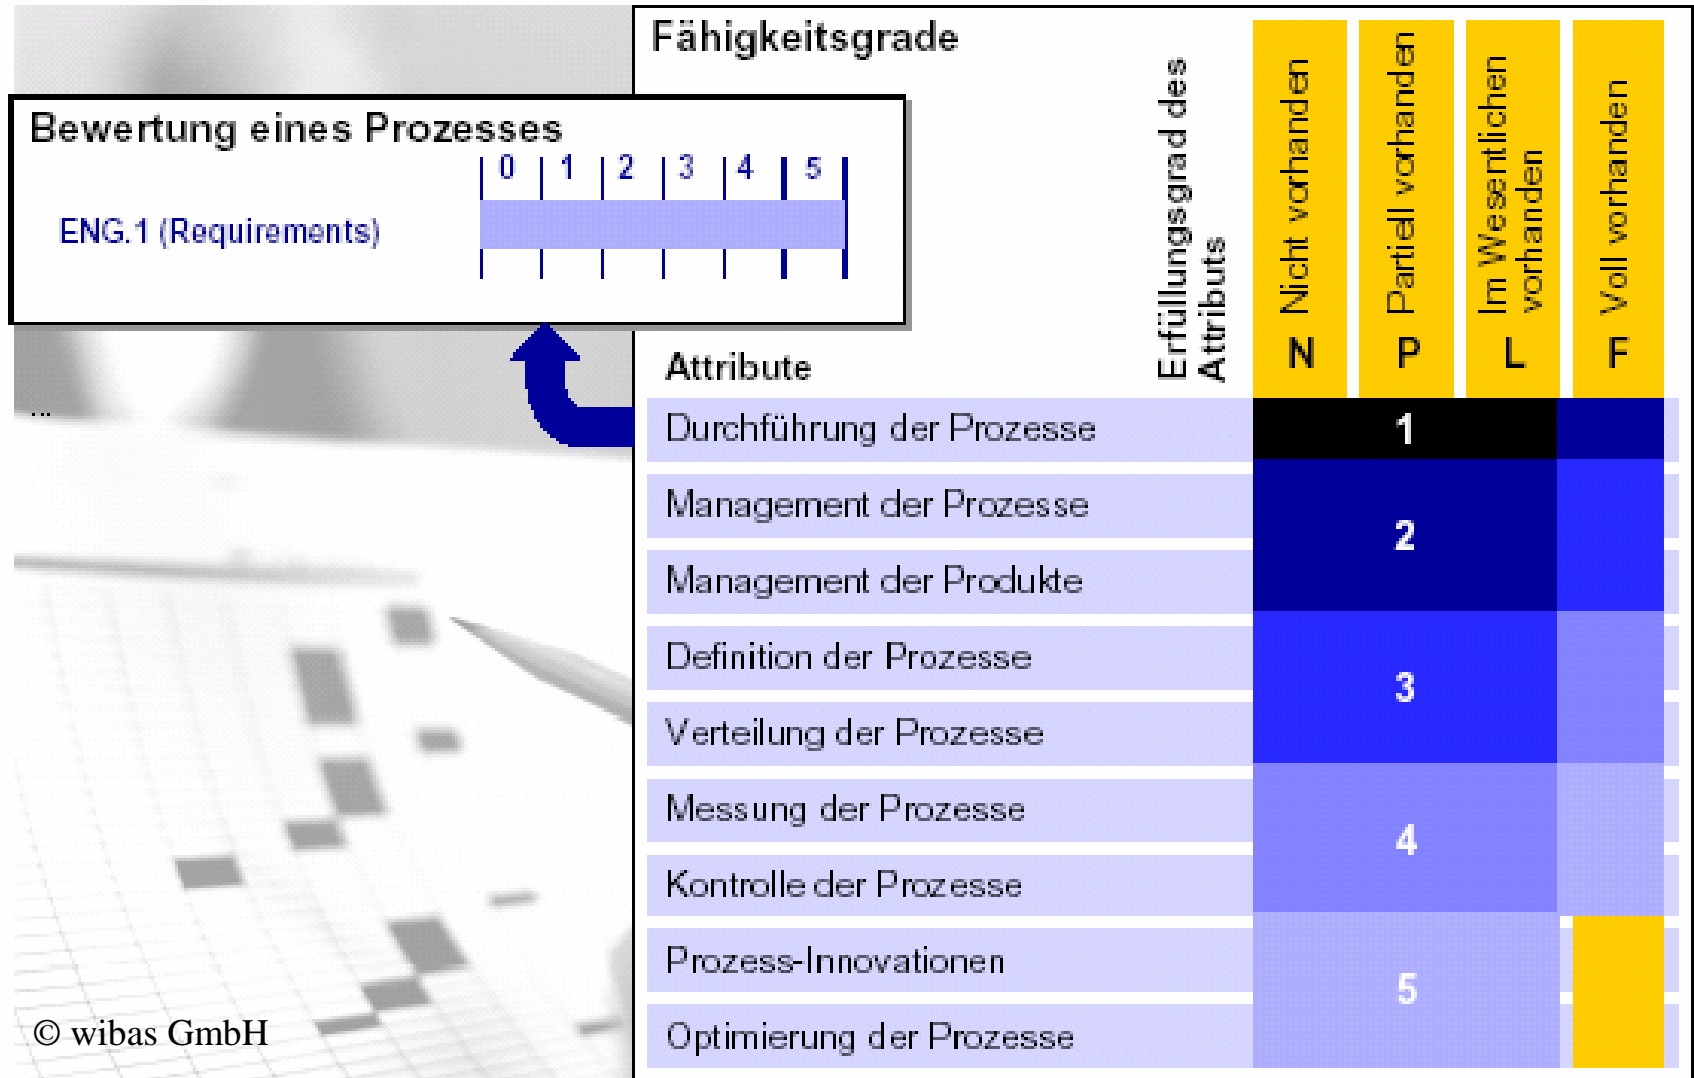 Fähigkeitsgrade
Bewertung eines Prozesses
0 1 2 3 4 5
ENG.1 (Requirements)
Erfüllungsgrad des
Attributs
Nicht vorhanden
Partiell vorhanden
Im Wesentlichen
vorhanden
Voll vorhanden
Attribute
N P L F
...
Durchführung der Prozesse
1
Management der Prozesse
2
Management der Produkte
Definition der Prozesse
3
Verteilung der Prozesse
Messung der Prozesse
4
Kontrolle der Prozesse
Prozess-Innovationen
5
Optimierung der Prozesse
© wibas GmbH